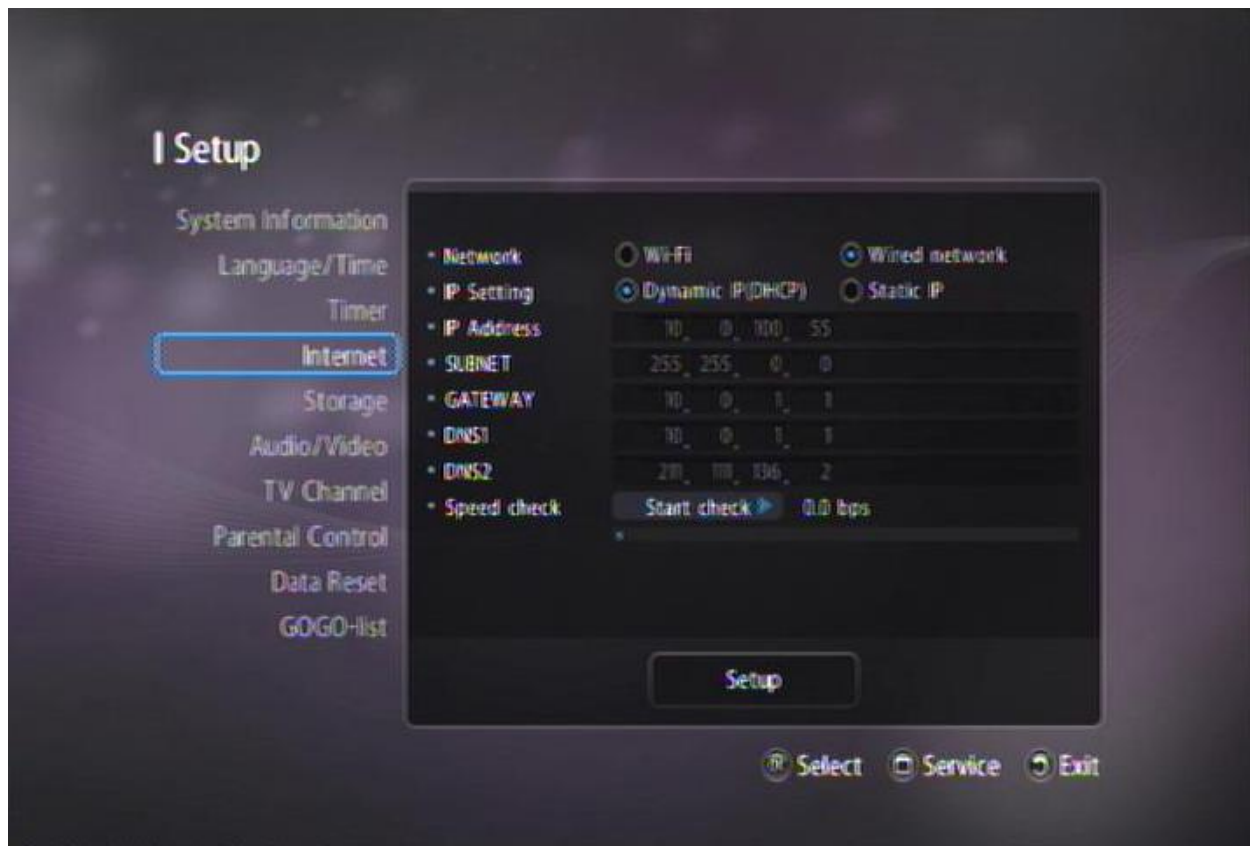 Setup
System Information
Language/Time
Timer
Internet
Storage
Audio/Video
TV Channel
Parental Control
Data Reset
GOGO-list
Network Wi-Fi Wired network
IP Setting Dynamic IP(DHCP) Static IP
IP Address 10. 0. 100. 55
SUBNET 255. 255. 0. 0
GATEWAY 10. 0. 1. 1
DNS1 10. 0. 1. 1
DNS2 2
Speed check Start check 0.0 bps
Setup
Select Service Exit